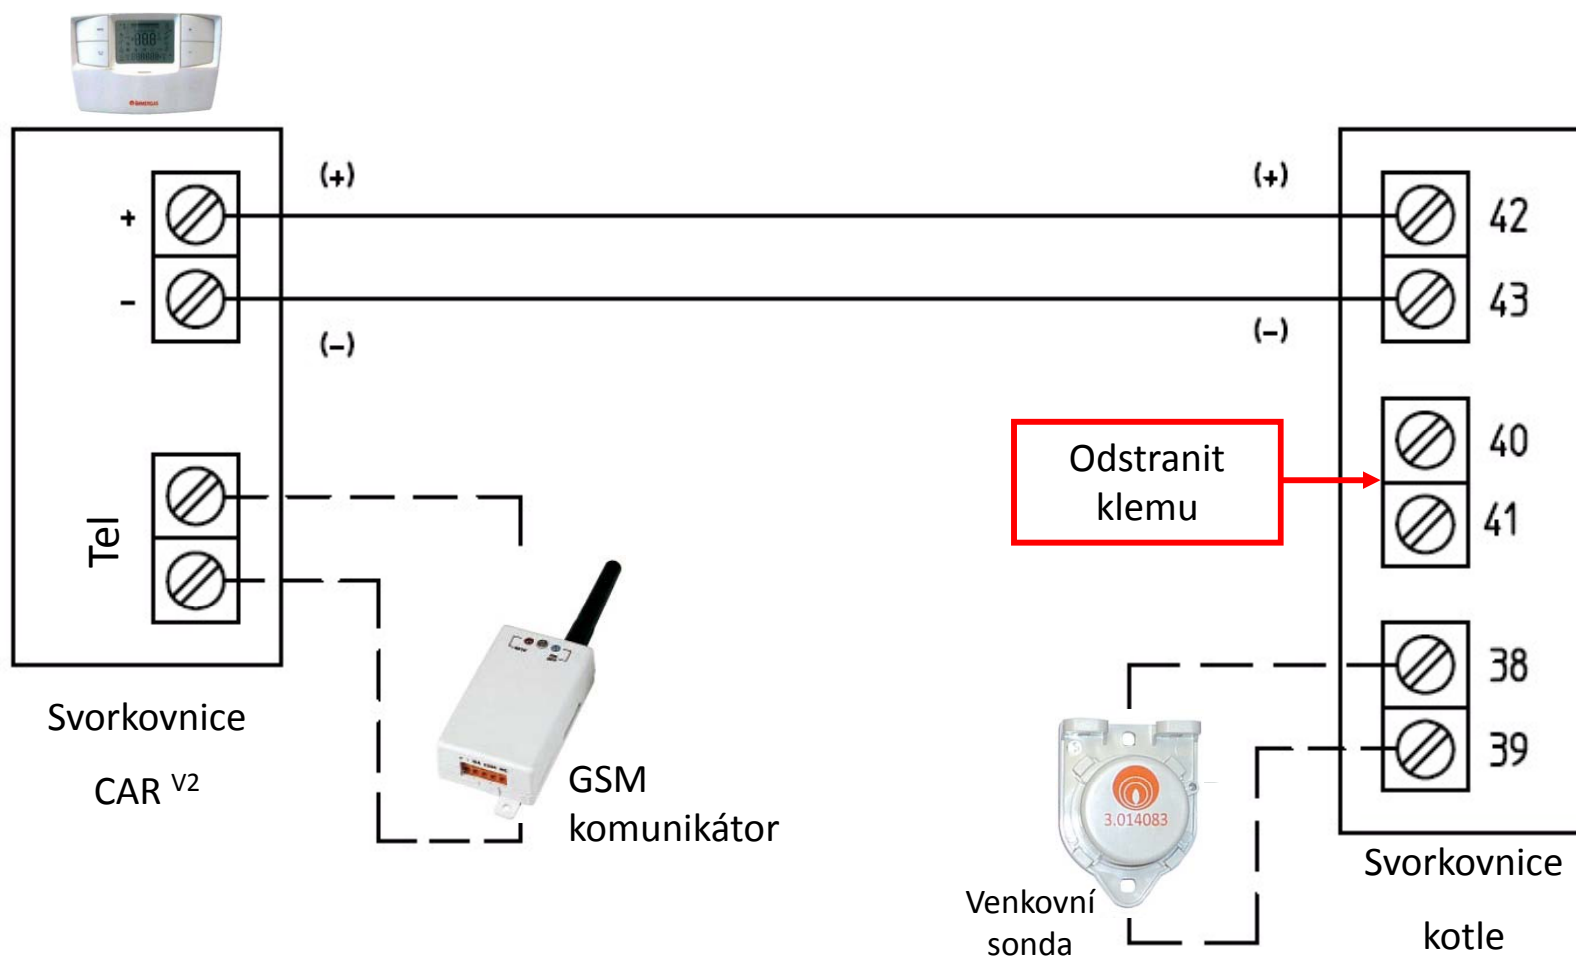 (+)
(+)
+
42
-
43
(-)
(-)
Odstranit
klemu
40
41
Tel
38
39
Svorkovnice
CAR V2
GSM
komunikátor
3.014083
Venkovní
sonda
Svorkovnice
kotle